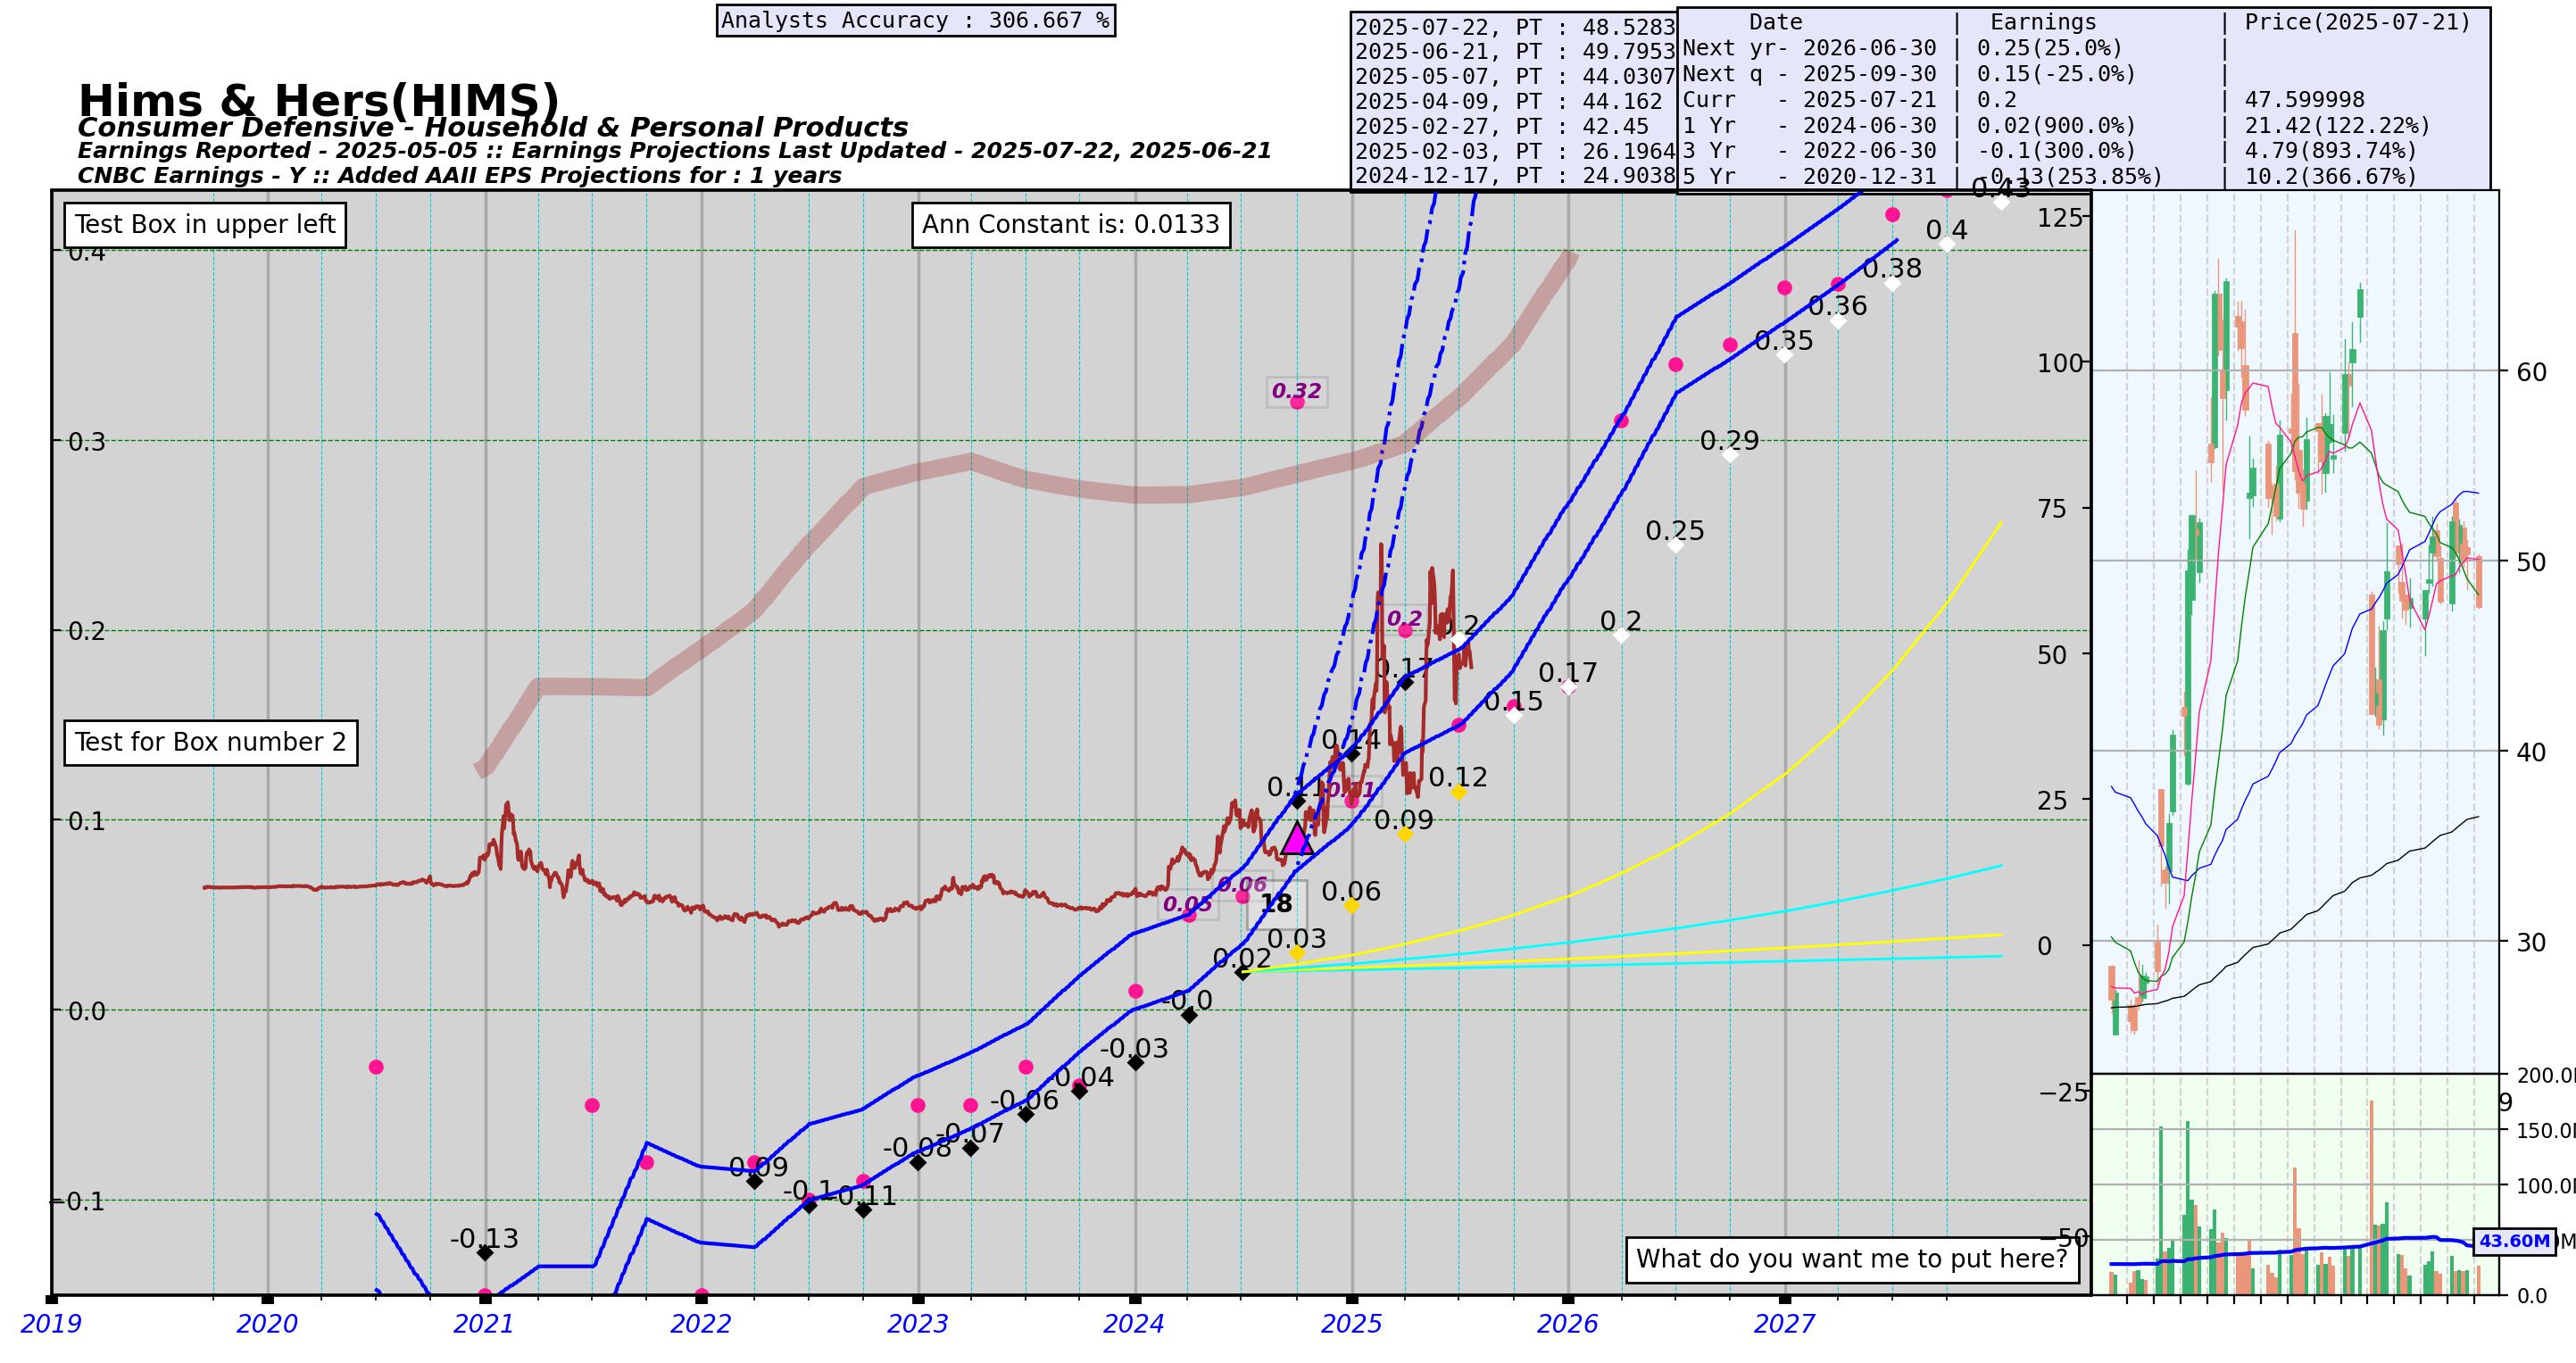 Analysts Accuracy : 306.667 %
2025-07-22, PT : 48.5283
2025-06-21, PT : 49.7953
2025-05-07, PT : 44.0307
2025-04-09, PT : 44.162
2025-02-27, PT : 42.45
2025-02-03, PT : 26.1964
2024-12-17, PT : 24.9038
Date | Earnings | Price(2025-07-21)
Next yr- 2026-06-30 | 0.25(25.0%) |
Next q - 2025-09-30 | 0.15(-25.0%) |
Curr - 2025-07-21 | 0.2 | 47.599998
1 Yr - 2024-06-30 | 0.02(900.0%) | 21.42(122.22%)
3 Yr - 2022-06-30 | -0.1(300.0%) | 4.79(893.74%)
5 Yr - 2020-12-31 | -0.13(253.85%) | 10.2(366.67%)
Hims & Hers(HIMS)
Consumer Defensive - Household & Personal Products
Earnings Reported - 2025-05-05 :: Earnings Projections Last Updated - 2025-07-22, 2025-06-21
CNBC Earnings - Y :: Added AAII EPS Projections for : 1 years
Test Box in upper left
Ann Constant is: 0.0133
Test for Box number 2
What do you want me to put here?
0.4
0.3
0.2
0.1
0.0
−0.1
-0.13
0.09
-0.1
-0.11
-0.08
-0.07
-0.06
-0.04
-0.03
-0.0
0.02
0.03
0.06
0.09
0.12
0.05
0.06
18
0.11
0.11
0.14
0.17
0.2
0.2
0.32
0.15
0.17
0.2
0.25
0.29
0.35
0.36
0.38
0.4
0.43
125
100
75
50
25
0
−25
−50
60
50
40
30
200.0
9
150.0
100.0
43.60M
0.0
2019
2020
2021
2022
2023
2024
2025
2026
2027